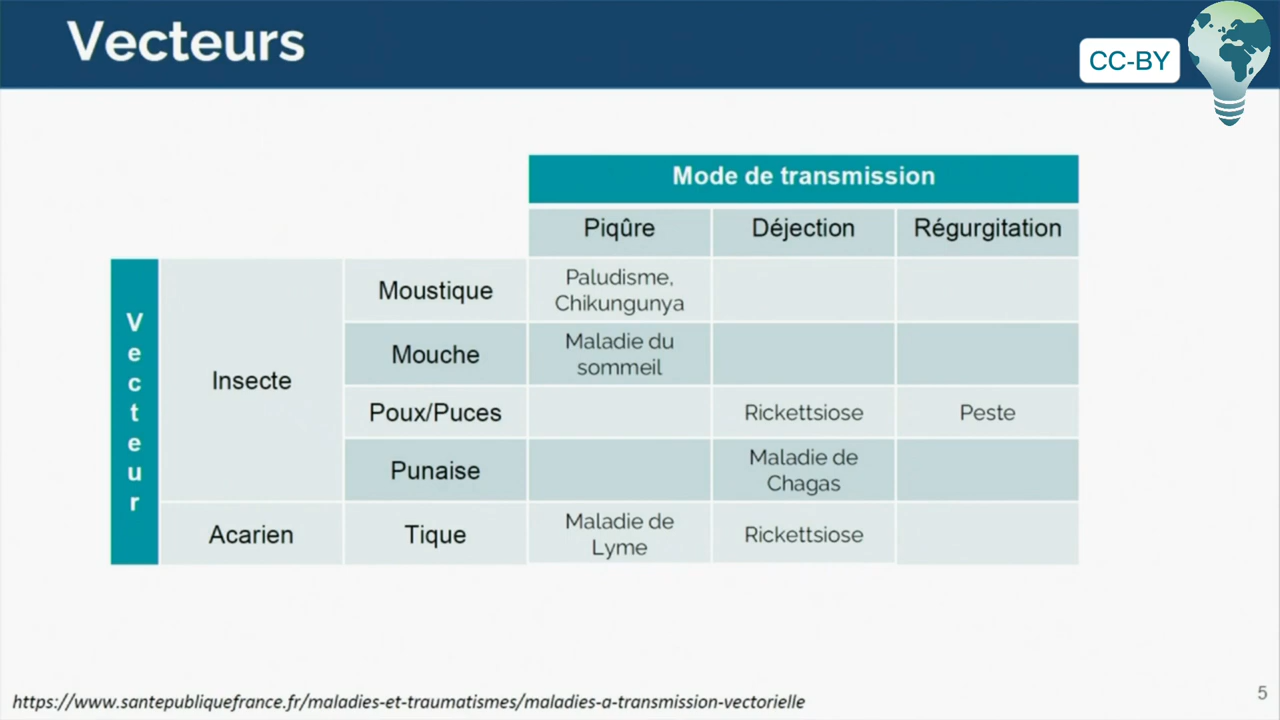 Vecteurs
CC-BY
Mode de transmission
Piqûre Déjection Régurgitation
Vecteur
Insecte
Moustique
Paludisme,
Chikungunya
Mouche
Maladie du
sommeil
Poux/Puces Rickettsiose Peste
Punaise
Maladie de
Chagas
Acarien Tique
Maladie de
Lyme
Rickettsiose
https://www.santepubliquefrance.fr/maladies-et-traumatismes/maladies-a-transmission-vectorielle
5